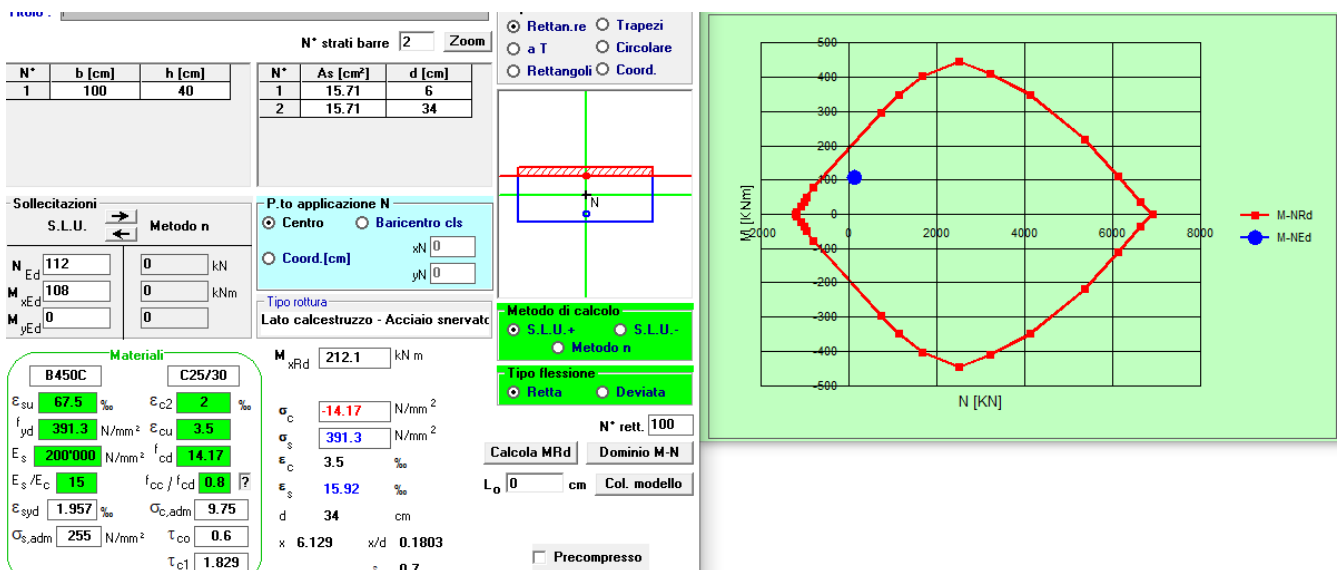 Titolo :
N° strati barre 2 Zoom
N° b [cm] h [cm]
1 100 40
N° As [cm²] d [cm]
1 15.71 6
2 15.71 34
Rettan.re Trapezi
a T Circolare
Rettangoli Coord.
N
Sollecitazioni
S.L.U. Metodo n
N Ed 112 0 kN
M xEd 108 0 kNm
M yEd 0 0
P.to applicazione N
Centro Baricentro cls
Coord.[cm] xN 0
yN 0
Tipo rottura
Lato calcestruzzo - Acciaio snervato
Metodo di calcolo
S.L.U.+ S.L.U.-
Metodo n
Tipo flessione
Retta Deviata
Materiali
B450C C25/30
εsu 67.5 ‰ εc2 2 ‰
fyd 391.3 N/mm² εcu 3.5
Es 200'000 N/mm² fcd 14.17
Es /Ec 15 fcc / fcd 0.8 ?
εsyd 1.957 ‰ σc,adm 9.75
σs,adm 255 N/mm² τco 0.6
τc1 1.829
M xRd 212.1 kN m
σc -14.17 N/mm²
σs 391.3 N/mm²
εc 3.5 ‰
εs 15.92 ‰
d 34 cm
x 6.129 x/d 0.1803
0.7
N° rett. 100
Calcola MRd Dominio M-N
Lo 0 cm Col. modello
Precompresso
500
400
300
200
100
0
-100
-200
-300
-400
-500
2000 0 2000 4000 6000 8000
M [KNm]
N [KN]
M-NRd
M-NEd